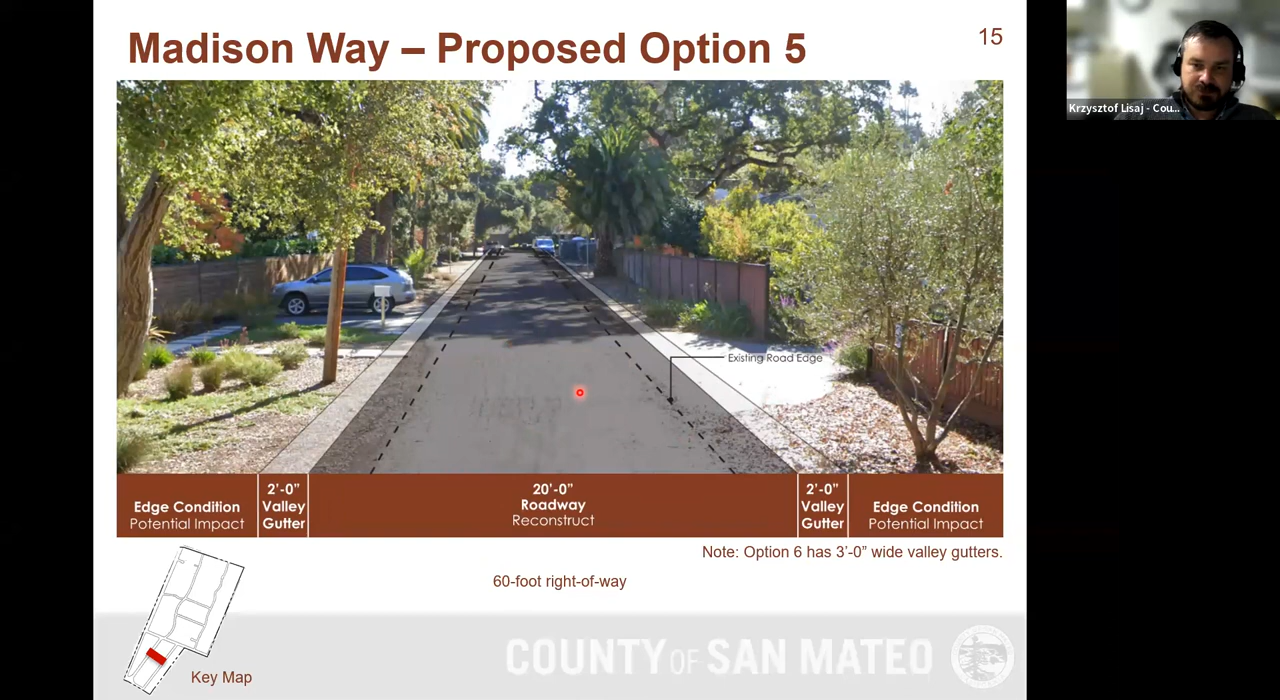 Madison Way – Proposed Option 5
15
Krzysztof Lisaj - Cou...
Existing Road Edge
Edge Condition
Potential Impact
2'-0"
Valley
Gutter
20'-0"
Roadway
Reconstruct
2'-0"
Valley
Gutter
Edge Condition
Potential Impact
Note: Option 6 has 3'-0" wide valley gutters.
60-foot right-of-way
Key Map
COUNTY OF SAN MATEO